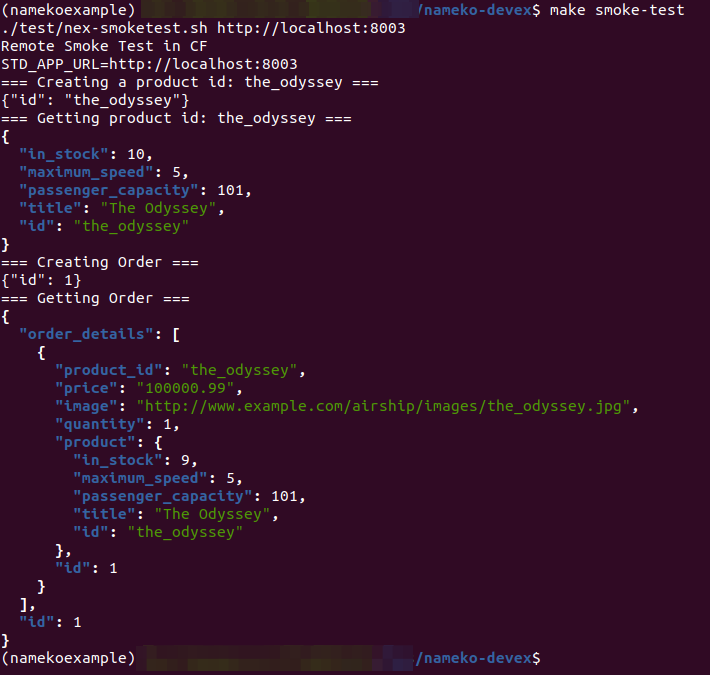 (namekoexample) /nameko-devex$ make smoke-test
./test/nex-smoketest.sh http://localhost:8003
Remote Smoke Test in CF
STD_APP_URL=http://localhost:8003
=== Creating a product id: the_odyssey ===
{"id": "the_odyssey"}
=== Getting product id: the_odyssey ===
{
  "in_stock": 10,
  "maximum_speed": 5,
  "passenger_capacity": 101,
  "title": "The Odyssey",
  "id": "the_odyssey"
}
=== Creating Order ===
{"id": 1}
=== Getting Order ===
{
  "order_details": [
    {
      "product_id": "the_odyssey",
      "price": "100000.99",
      "image": "http://www.example.com/airship/images/the_odyssey.jpg",
      "quantity": 1,
      "product": {
        "in_stock": 9,
        "maximum_speed": 5,
        "passenger_capacity": 101,
        "title": "The Odyssey",
        "id": "the_odyssey"
      },
      "id": 1
    }
  ],
  "id": 1
}
(namekoexample) /nameko-devex$